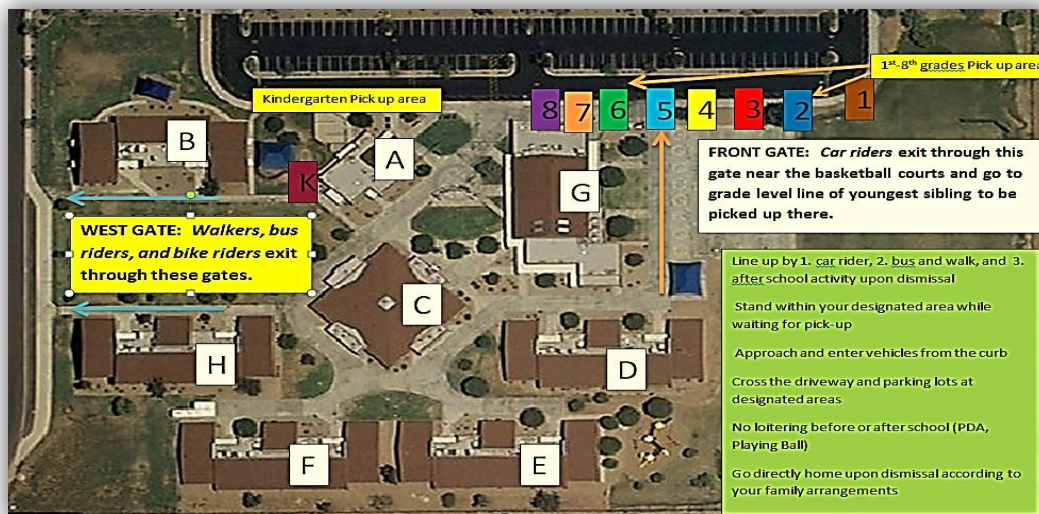 1st-8th grades Pick up area
Kindergarten Pick up area
8 7 6 5 4 3 2 1
B
A
K
G
FRONT GATE: Car riders exit through this
gate near the basketball courts and go to
grade level line of youngest sibling to be
picked up there.
WEST GATE: Walkers, bus
riders, and bike riders exit
through these gates.
Line up by 1. car rider, 2. bus and walk, and 3.
after school activity upon dismissal
Stand within your designated area while
waiting for pick-up
Approach and enter vehicles from the curb
Cross the driveway and parking lots at
designated areas
No loitering before or after school (PDA,
Playing Ball)
Go directly home upon dismissal according to
your family arrangements
C
H
D
F
E